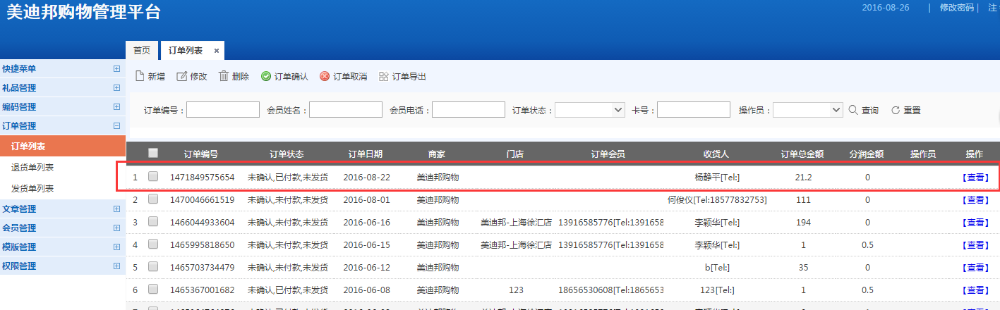 美迪邦购物管理平台
2016-08-26 | 修改密码 | 注
首页 订单列表 ×
快捷菜单
礼品管理
编码管理
订单管理
订单列表
退货单列表
发货单列表
文章管理
会员管理
模版管理
权限管理
新增 修改 删除 订单确认 订单取消 订单导出
订单编号： 会员姓名： 会员电话： 订单状态： 卡号： 操作员： 查询 重置
订单编号 订单状态 订单日期 商家 门店 订单会员 收货人 订单总金额 分润金额 操作员 操作
1 1471849575654 未确认,已付款,未发货 2016-08-22 美迪邦购物 杨静平[Tel:] 21.2 0 【查看】
2 1470046661519 未确认,未付款,未发货 2016-08-01 美迪邦购物 何俊仪[Tel:18577832753] 111 0 【查看】
3 1466044933604 未确认,未付款,未发货 2016-06-16 美迪邦购物 美迪邦-上海徐汇店 13916585776[Tel:1391658 李颖华[Tel:] 194 0 【查看】
4 1465995818650 未确认,未付款,未发货 2016-06-15 美迪邦购物 美迪邦-上海徐汇店 13916585776[Tel:1391658 李颖华[Tel:] 1 0.5 【查看】
5 1465703734479 未确认,未付款,未发货 2016-06-12 美迪邦购物 b[Tel:] 35 0 【查看】
6 1465367001682 未确认,已付款,未发货 2016-06-08 美迪邦购物 123 18656530608[Tel:1865653 123[Tel:] 1 0.5 【查看】